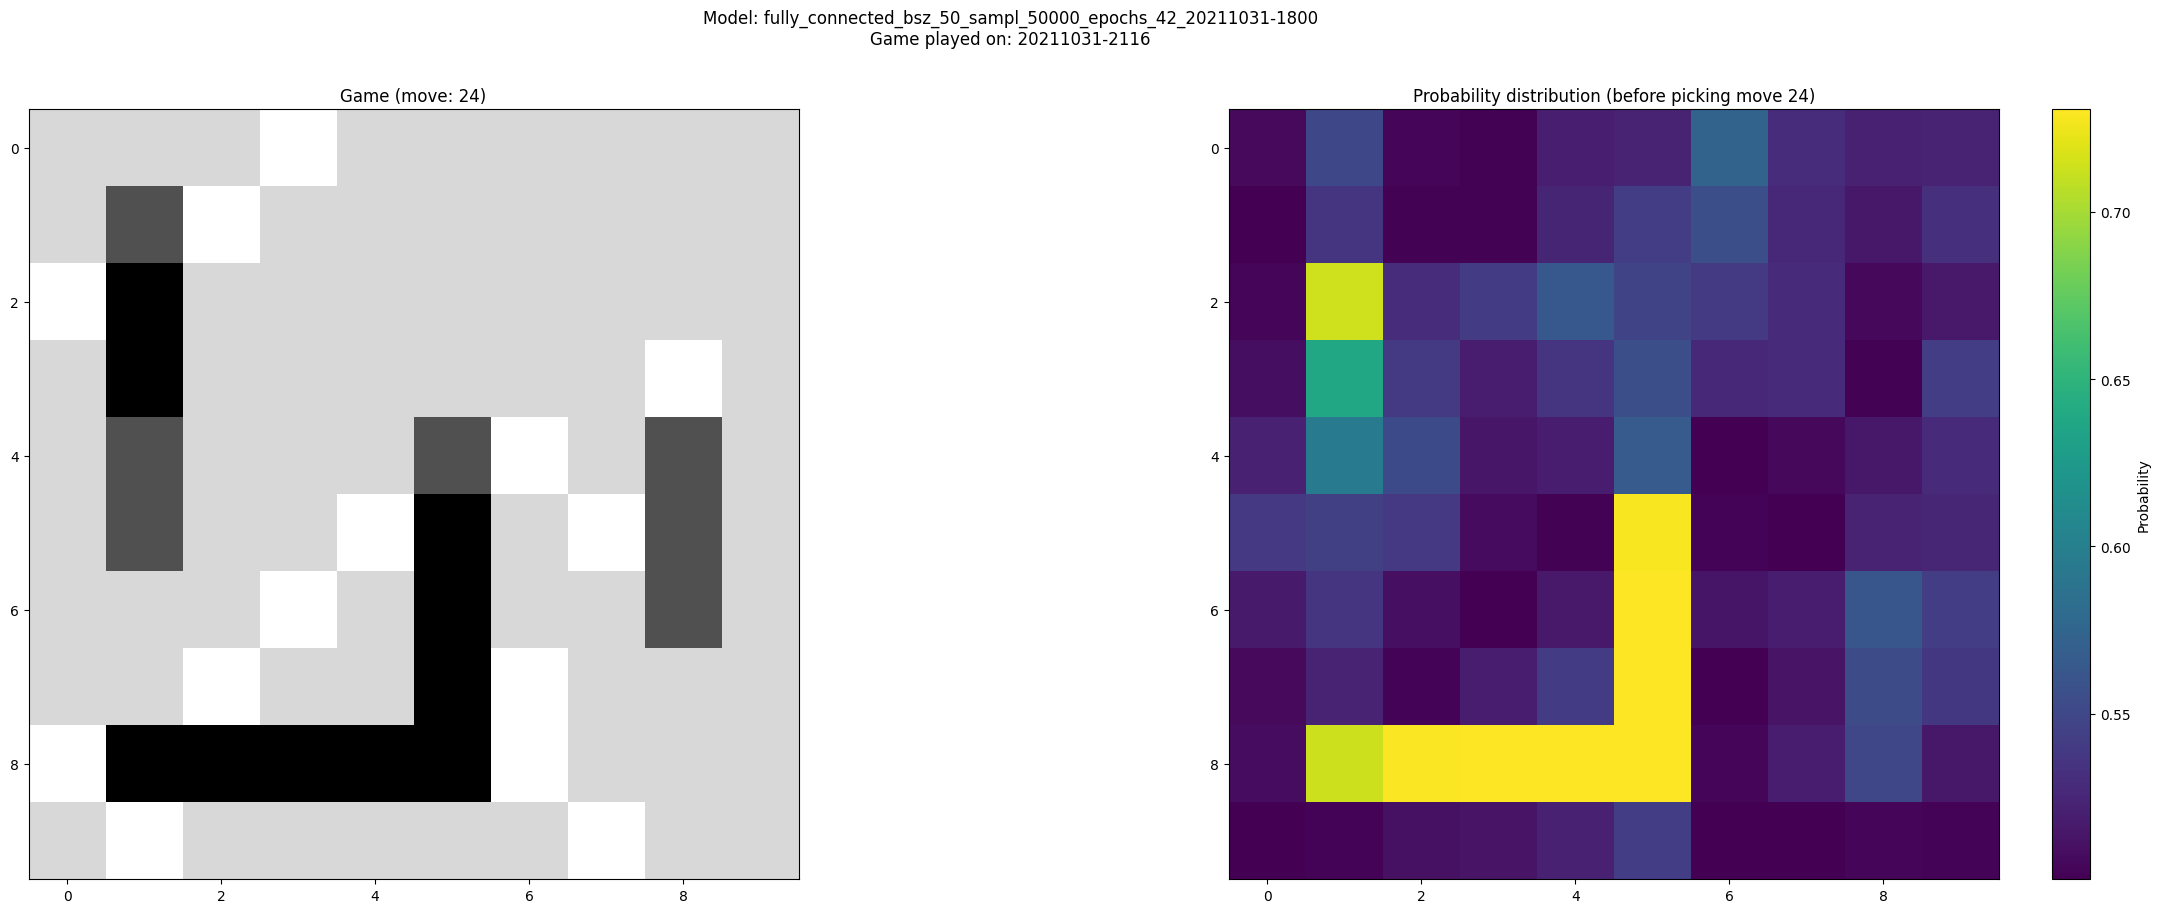 Model: fully_connected_bsz_50_sampl_50000_epochs_42_20211031-1800
Game played on: 20211031-2116
Game (move: 24)
0
2
4
6
8
0 2 4 6 8
Probability distribution (before picking move 24)
0
2
4
6
8
0 2 4 6 8
0.70
0.65
0.60
0.55
Probability